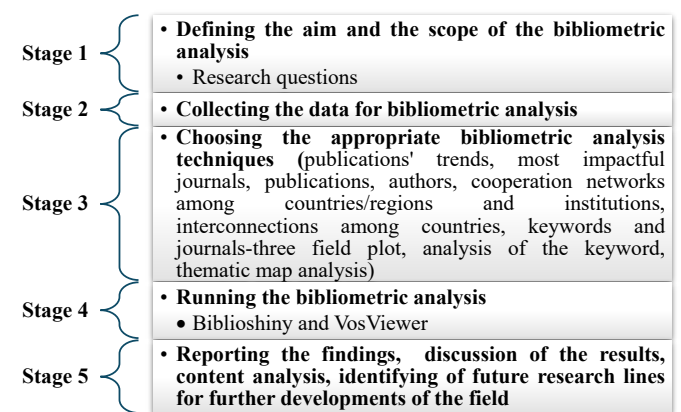 Stage 1
• Defining the aim and the scope of the bibliometric
analysis
• Research questions
Stage 2
• Collecting the data for bibliometric analysis
Stage 3
• Choosing the appropriate bibliometric analysis
techniques (publications' trends, most impactful
journals, publications, authors, cooperation networks
among countries/regions and institutions,
interconnections among countries, keywords and
journals-three field plot, analysis of the keyword,
thematic map analysis)
Stage 4
• Running the bibliometric analysis
• Biblioshiny and VosViewer
Stage 5
• Reporting the findings, discussion of the results,
content analysis, identifying of future research lines
for further developments of the field